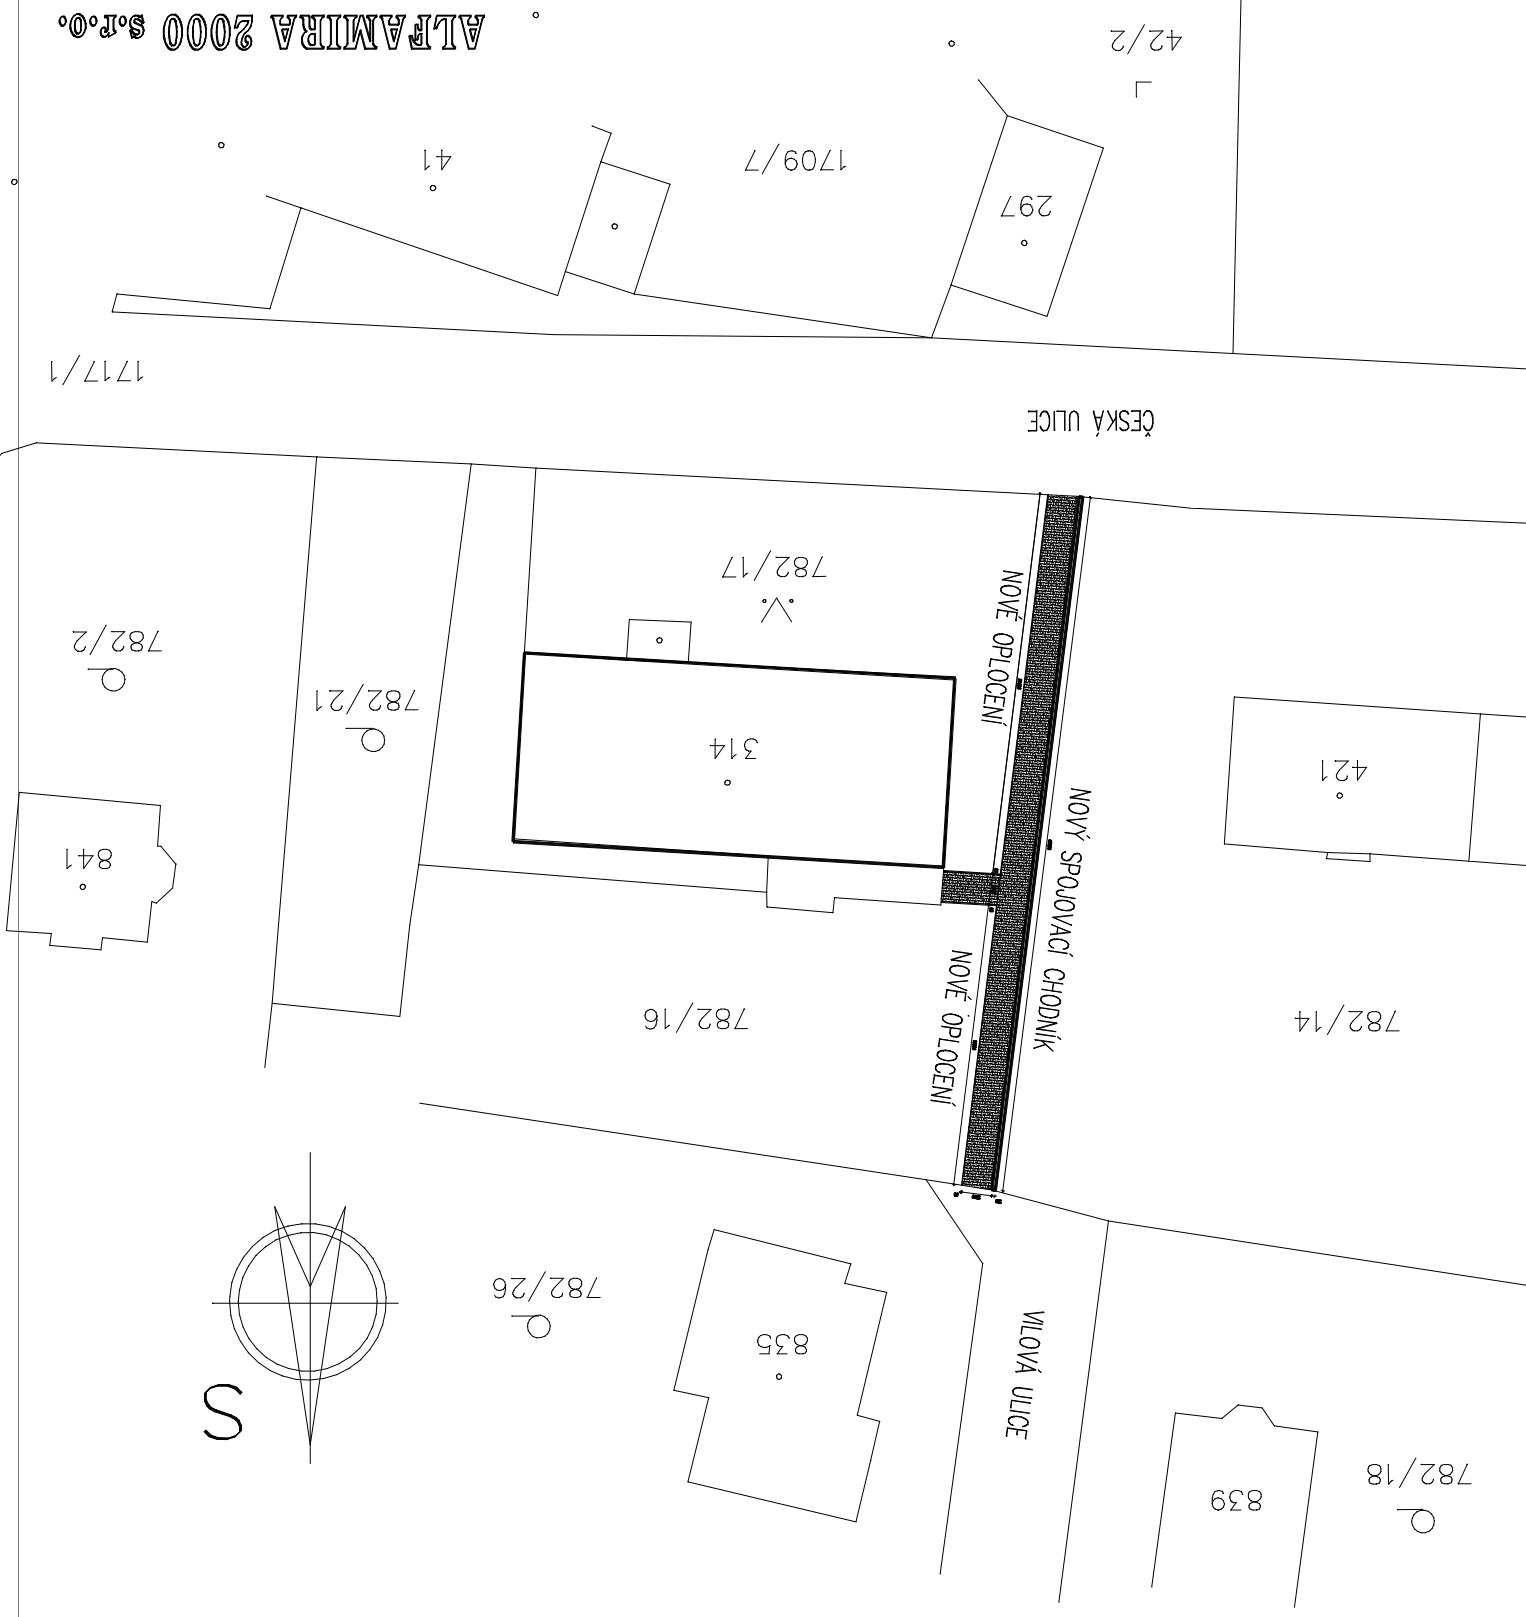 839
782/18
S
VILOVÁ ULICE
835
782/26
782/14
NOVÝ SPOJOVACÍ CHODNÍK
NOVÉ OPLOCENÍ
782/16
841
421
314
782/21
782/2
NOVÉ OPLOCENÍ
782/17
ČESKÁ ULICE
1717/1
297
1709/7
41
42/2
ALFAMIRA 2000 s.r.o.